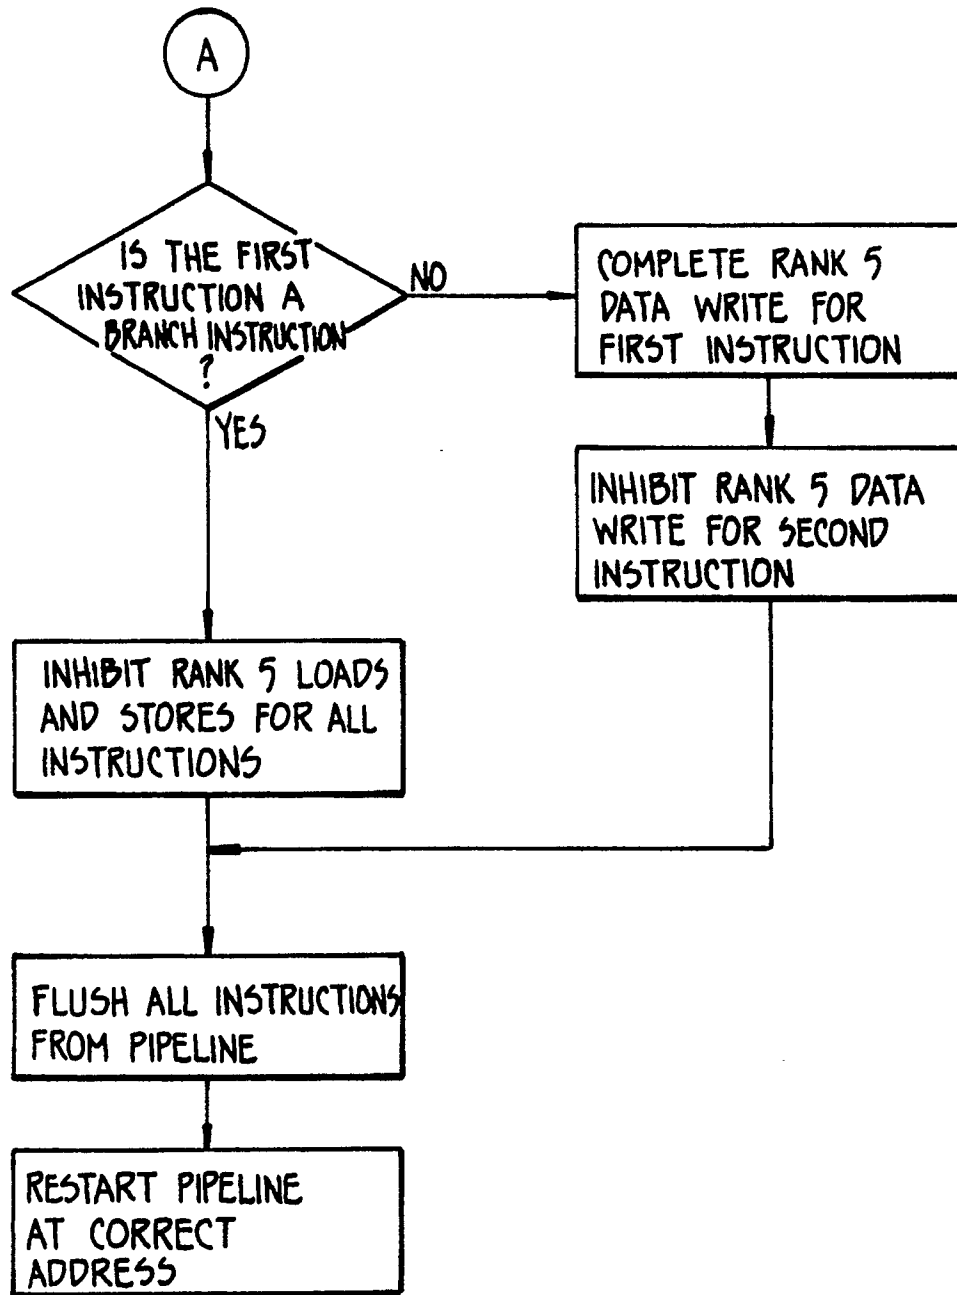 A
IS THE FIRST
INSTRUCTION A
BRANCH INSTRUCTION
?
NO
YES
COMPLETE RANK 5
DATA WRITE FOR
FIRST INSTRUCTION
INHIBIT RANK 5 DATA
WRITE FOR SECOND
INSTRUCTION
INHIBIT RANK 5 LOADS
AND STORES FOR ALL
INSTRUCTIONS
FLUSH ALL INSTRUCTIONS
FROM PIPELINE
RESTART PIPELINE
AT CORRECT
ADDRESS